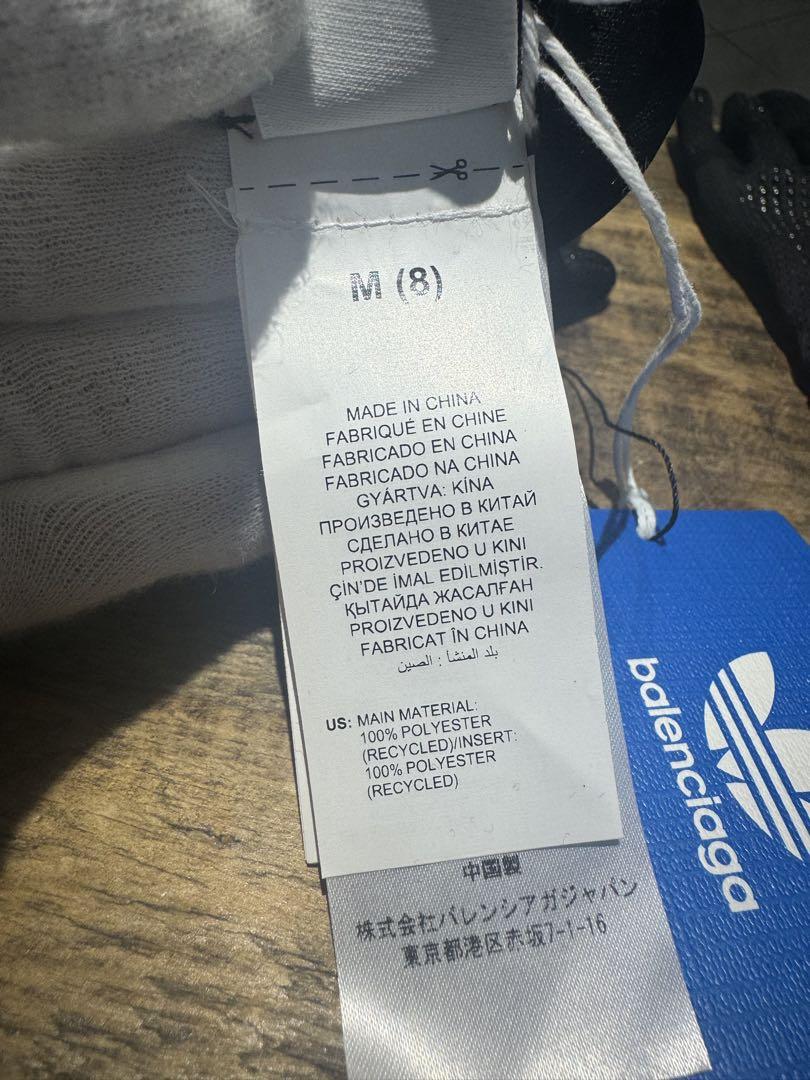 M (8)
MADE IN CHINA
FABRIQUÉ EN CHINE
FABRICADO EN CHINA
FABRICADO NA CHINA
GYÁRTVA: KÍNA
ПРОИЗВЕДЕНО В КИТАЙ
СДЕЛАНО В КИТАЕ
PROIZVEDENO U KINI
ÇİN'DE İMAL EDİLMİŞTİR.
ҚЫТАЙДА ЖАСАЛҒАН
PROIZVEDENO U KINI
FABRICAT ÎN CHINA
بلد المنشأ : الصين
US: MAIN MATERIAL:
100% POLYESTER
(RECYCLED)/INSERT:
100% POLYESTER
(RECYCLED)
中国製
株式会社バレンシアガジャパン
東京都港区赤坂7-1-16
balenciaga